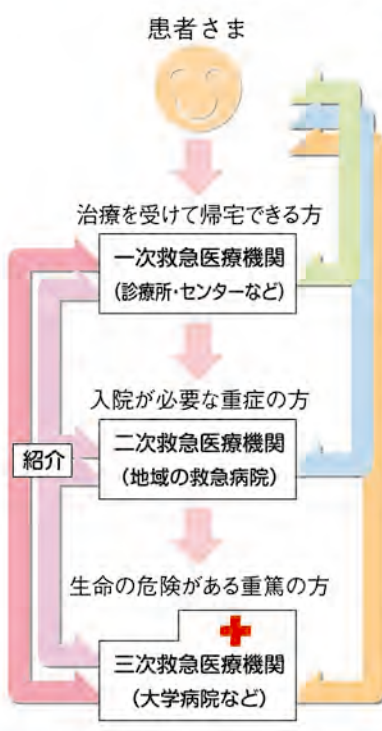 患者さま
治療を受けて帰宅できる方
一次救急医療機関
(診療所・センターなど)
入院が必要な重症の方
二次救急医療機関
(地域の救急病院)
紹介
生命の危険がある重篤の方
三次救急医療機関
(大学病院など)